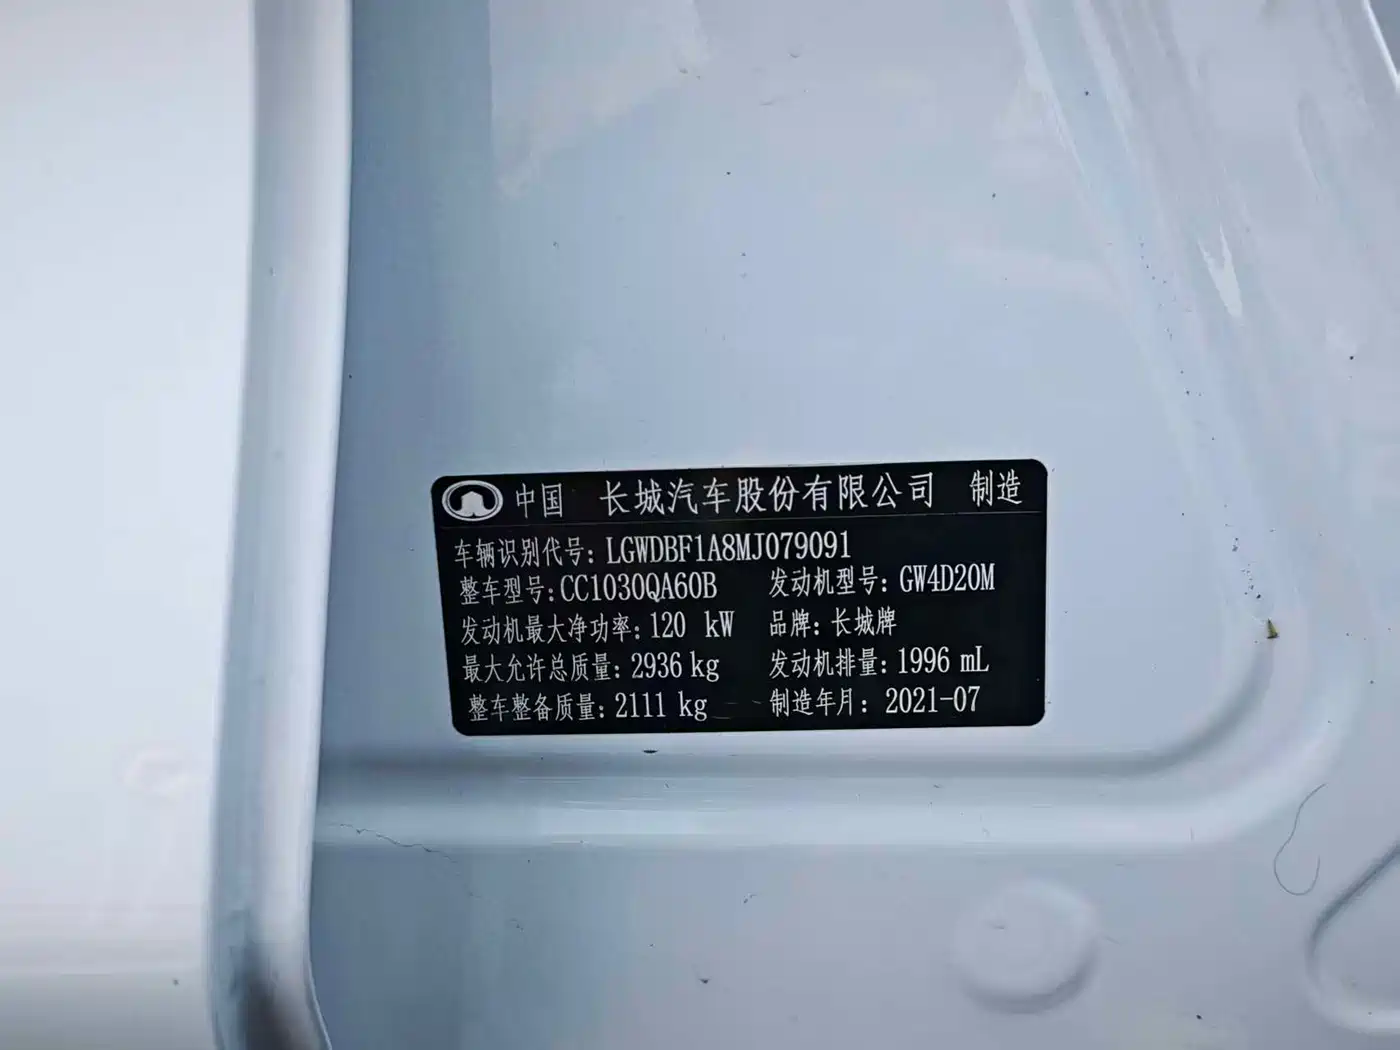 中国 长城汽车股份有限公司 制造
车辆识别代号: LGWDBF1A8MJ079091
整车型号: CC1030QA60B 发动机型号: GW4D20M
发动机最大净功率: 120 kW 品牌: 长城牌
最大允许总质量: 2936 kg 发动机排量: 1996 mL
整车整备质量: 2111 kg 制造年月: 2021-07